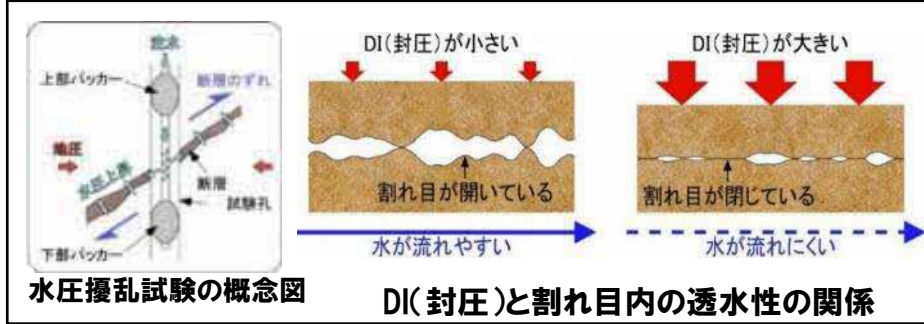 上部パッカー
断層のずれ
地圧
水圧上昇
断層
試験孔
下部パッカー
水圧擾乱試験の概念図
DI(封圧)が小さい
割れ目が開いている
水が流れやすい
DI(封圧)が大きい
割れ目が閉じている
水が流れにくい
DI(封圧)と割れ目内の透水性の関係